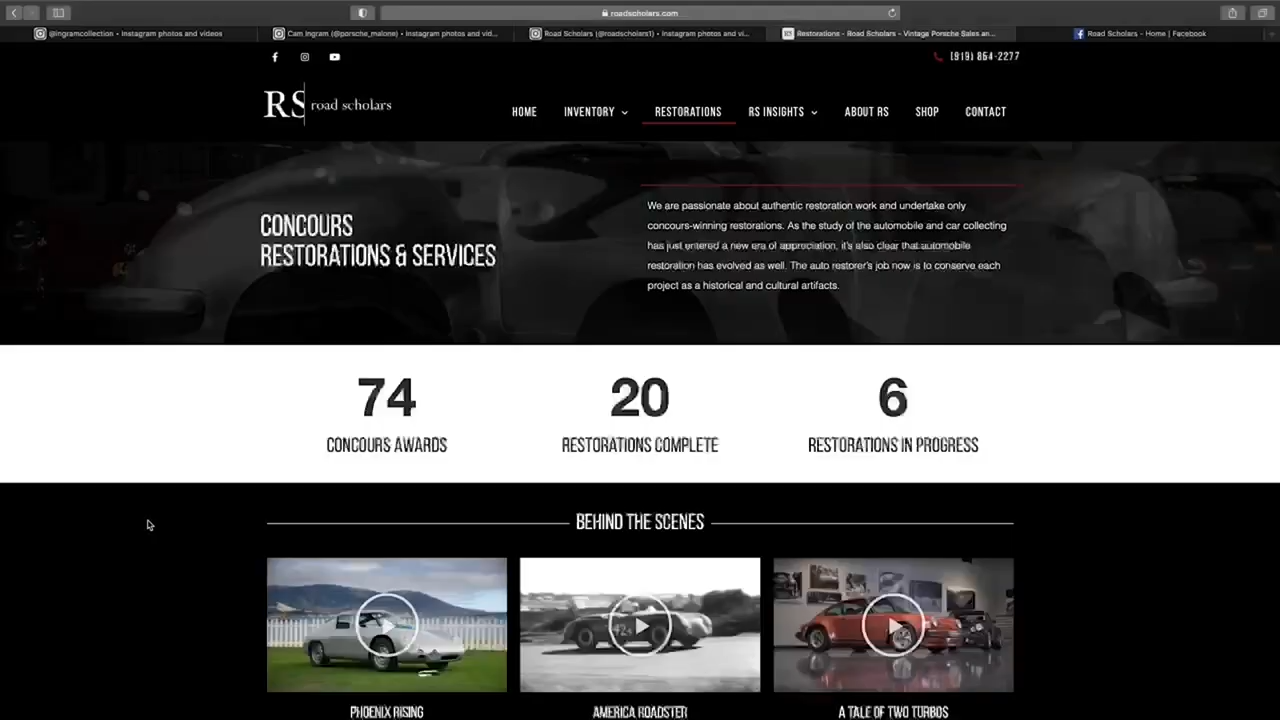 roadscholars.com
@ingramcollection • Instagram photos and videos
Cam Ingram (@porsche_malone) • Instagram photos and vid...
Road Scholars (@roadscholars1) • Instagram photos and vi...
RS Restorations - Road Scholars - Vintage Porsche Sales an...
Road Scholars - Home | Facebook
(919) 854-2277
RS road scholars
HOME INVENTORY RESTORATIONS RS INSIGHTS ABOUT RS SHOP CONTACT
CONCOURS
RESTORATIONS & SERVICES
We are passionate about authentic restoration work and undertake only
concours-winning restorations. As the study of the automobile and car collecting
has just entered a new era of appreciation, it's also clear that automobile
restoration has evolved as well. The auto restorer's job now is to conserve each
project as a historical and cultural artifacts.
74
CONCOURS AWARDS
20
RESTORATIONS COMPLETE
6
RESTORATIONS IN PROGRESS
BEHIND THE SCENES
424
PHOENIX RISING
AMERICA ROADSTER
A TALE OF TWO TURBOS